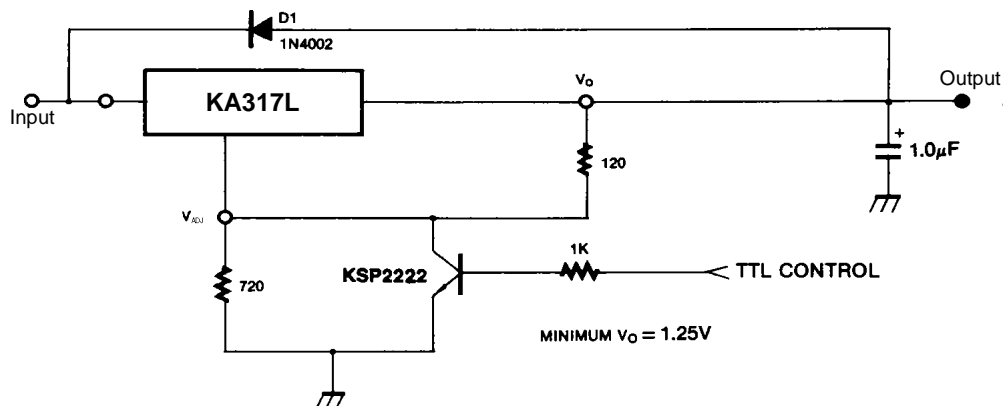 D1
1N4002
KA317L
Vo
Output
Input
+
1.0μF
120
VADJ
1K
KSP2222
TTL CONTROL
720
MINIMUM VO = 1.25V